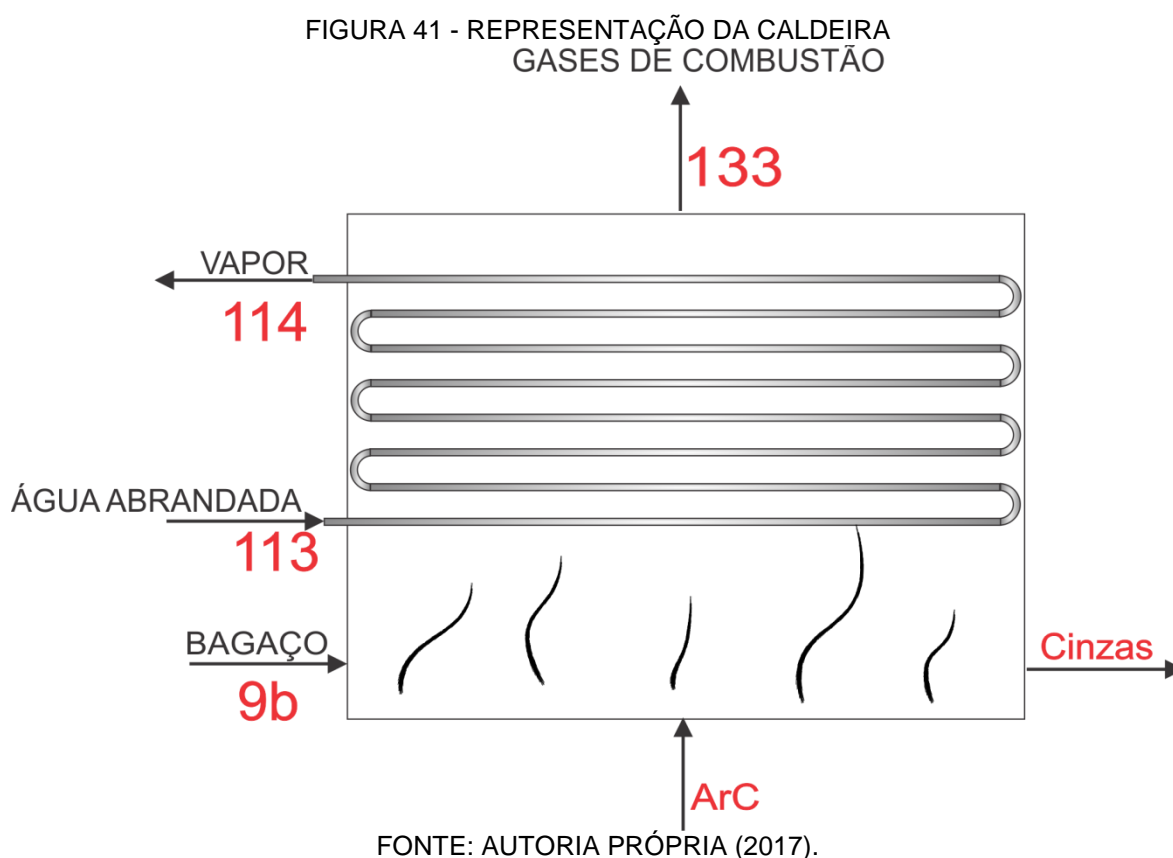 FIGURA 41 - REPRESENTAÇÃO DA CALDEIRA
GASES DE COMBUSTÃO
133
VAPOR
114
ÁGUA ABRANDADA
113
BAGAÇO
9b
Cinzas
ArC
FONTE: AUTORIA PRÓPRIA (2017).